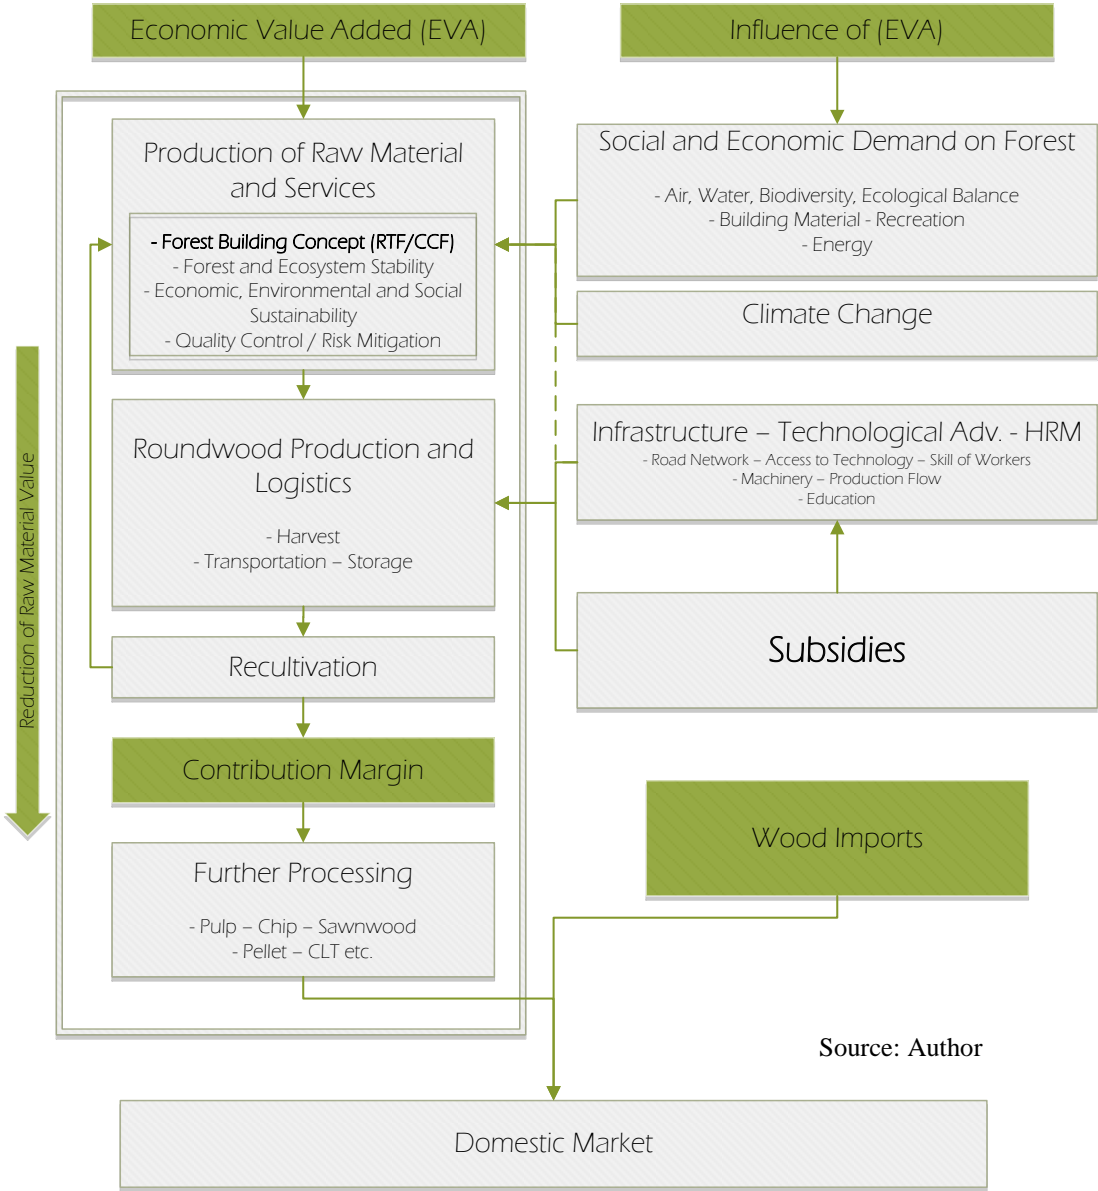 Economic Value Added (EVA)
Influence of (EVA)
Production of Raw Material
and Services
- Forest Building Concept (RTF/CCF)
- Forest and Ecosystem Stability
- Economic, Environmental and Social
Sustainability
- Quality Control / Risk Mitigation
Social and Economic Demand on Forest
- Air, Water, Biodiversity, Ecological Balance
- Building Material - Recreation
- Energy
Climate Change
Reduction of Raw Material Value
Roundwood Production and
Logistics
- Harvest
- Transportation – Storage
Infrastructure – Technological Adv. - HRM
- Road Network – Access to Technology – Skill of Workers
- Machinery – Production Flow
- Education
Recultivation
Subsidies
Contribution Margin
Wood Imports
Further Processing
- Pulp – Chip – Sawnwood
- Pellet – CLT etc.
Source: Author
Domestic Market